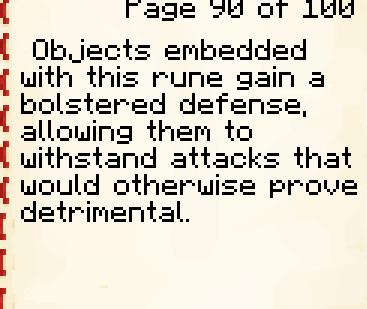 Page 90 of 100
Objects embedded
with this rune gain a
bolstered defense,
allowing them to
withstand attacks that
would otherwise prove
detrimental.